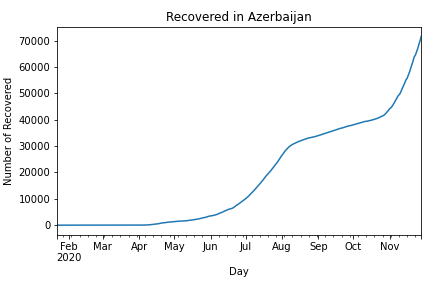 Recovered in Azerbaijan
Number of Recovered
70000
60000
50000
40000
30000
20000
10000
0
Feb Mar Apr May Jun Jul Aug Sep Oct Nov
2020
Day